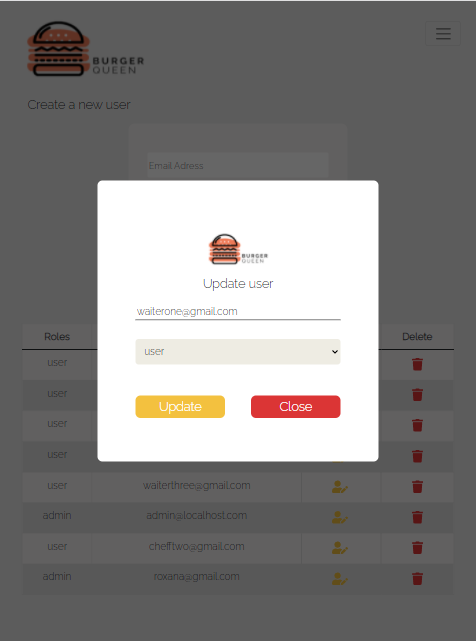 BURGER
QUEEN
Create a new user
Email Adress
BURGER
QUEEN
Update user
waiterone@gmail.com
user
Update Close
Roles Delete
user
user
user
user
user waiterthree@gmail.com
admin admin@localhost.com
user chefftwo@gmail.com
admin roxana@gmail.com